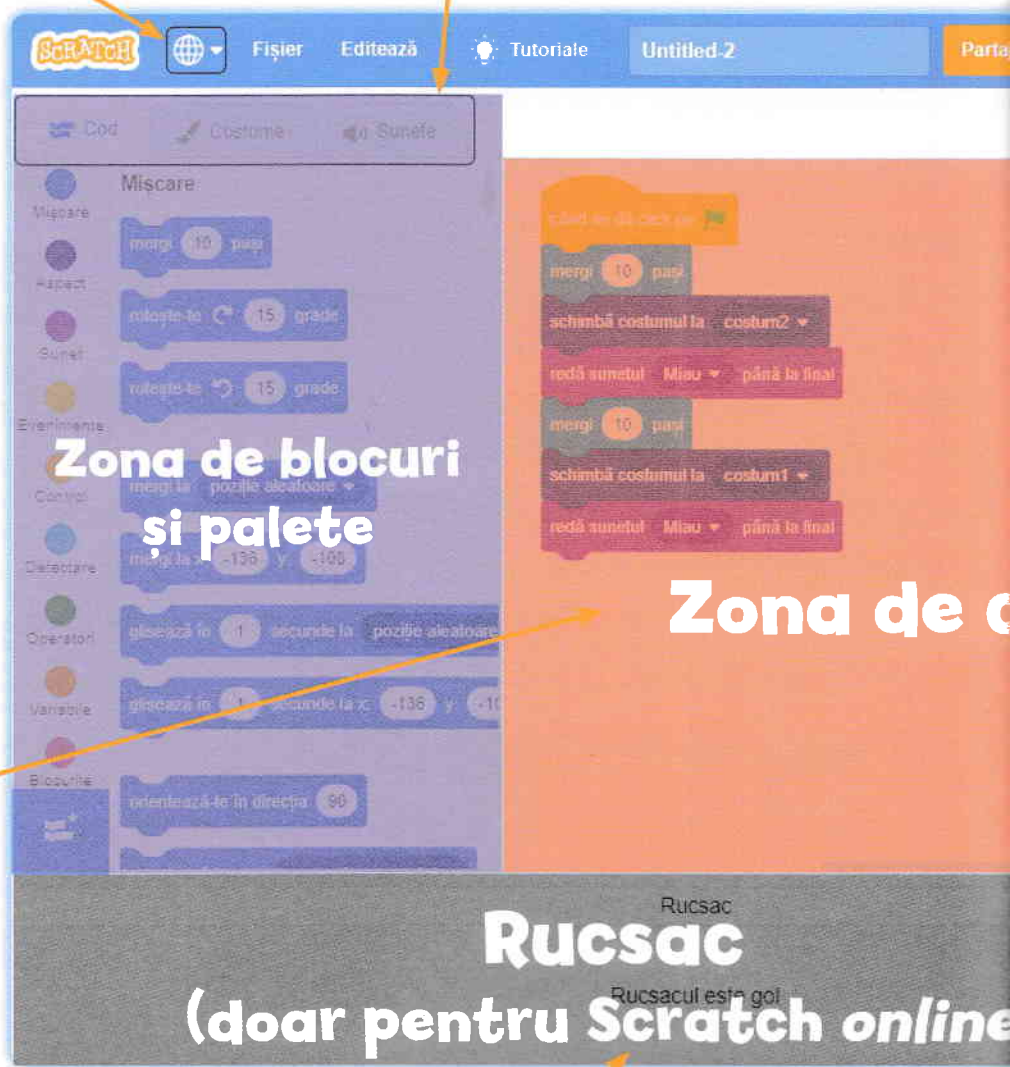 SCRATCH Fișier Editează Tutoriale Untitled-2 Parta
Cod Costume Sunete
Mișcare
Mișcare
mergi 10 pași
Aspect
rotește-te 15 grade
Sunet
rotește-te 15 grade
Evenimente
Zona de blocuri
și palete
Control
mergi la poziție aleatoare
Detectare
mergi la x: -136 y:
Operatori
glisează în 1 secunde la poziție aleatoare
Variabile
glisează în 1 secunde la x: -136 y: -10
Blocurile
orientează-te în direcția 90
când se dă click pe
mergi 10 pași
schimbă costumul la costum2
redă sunetul Miau până la final
mergi 10 pași
schimbă costumul la costum1
redă sunetul Miau până la final
Zona de
Rucsac
Rucsac
Rucsacul este gol
(doar pentru Scratch online